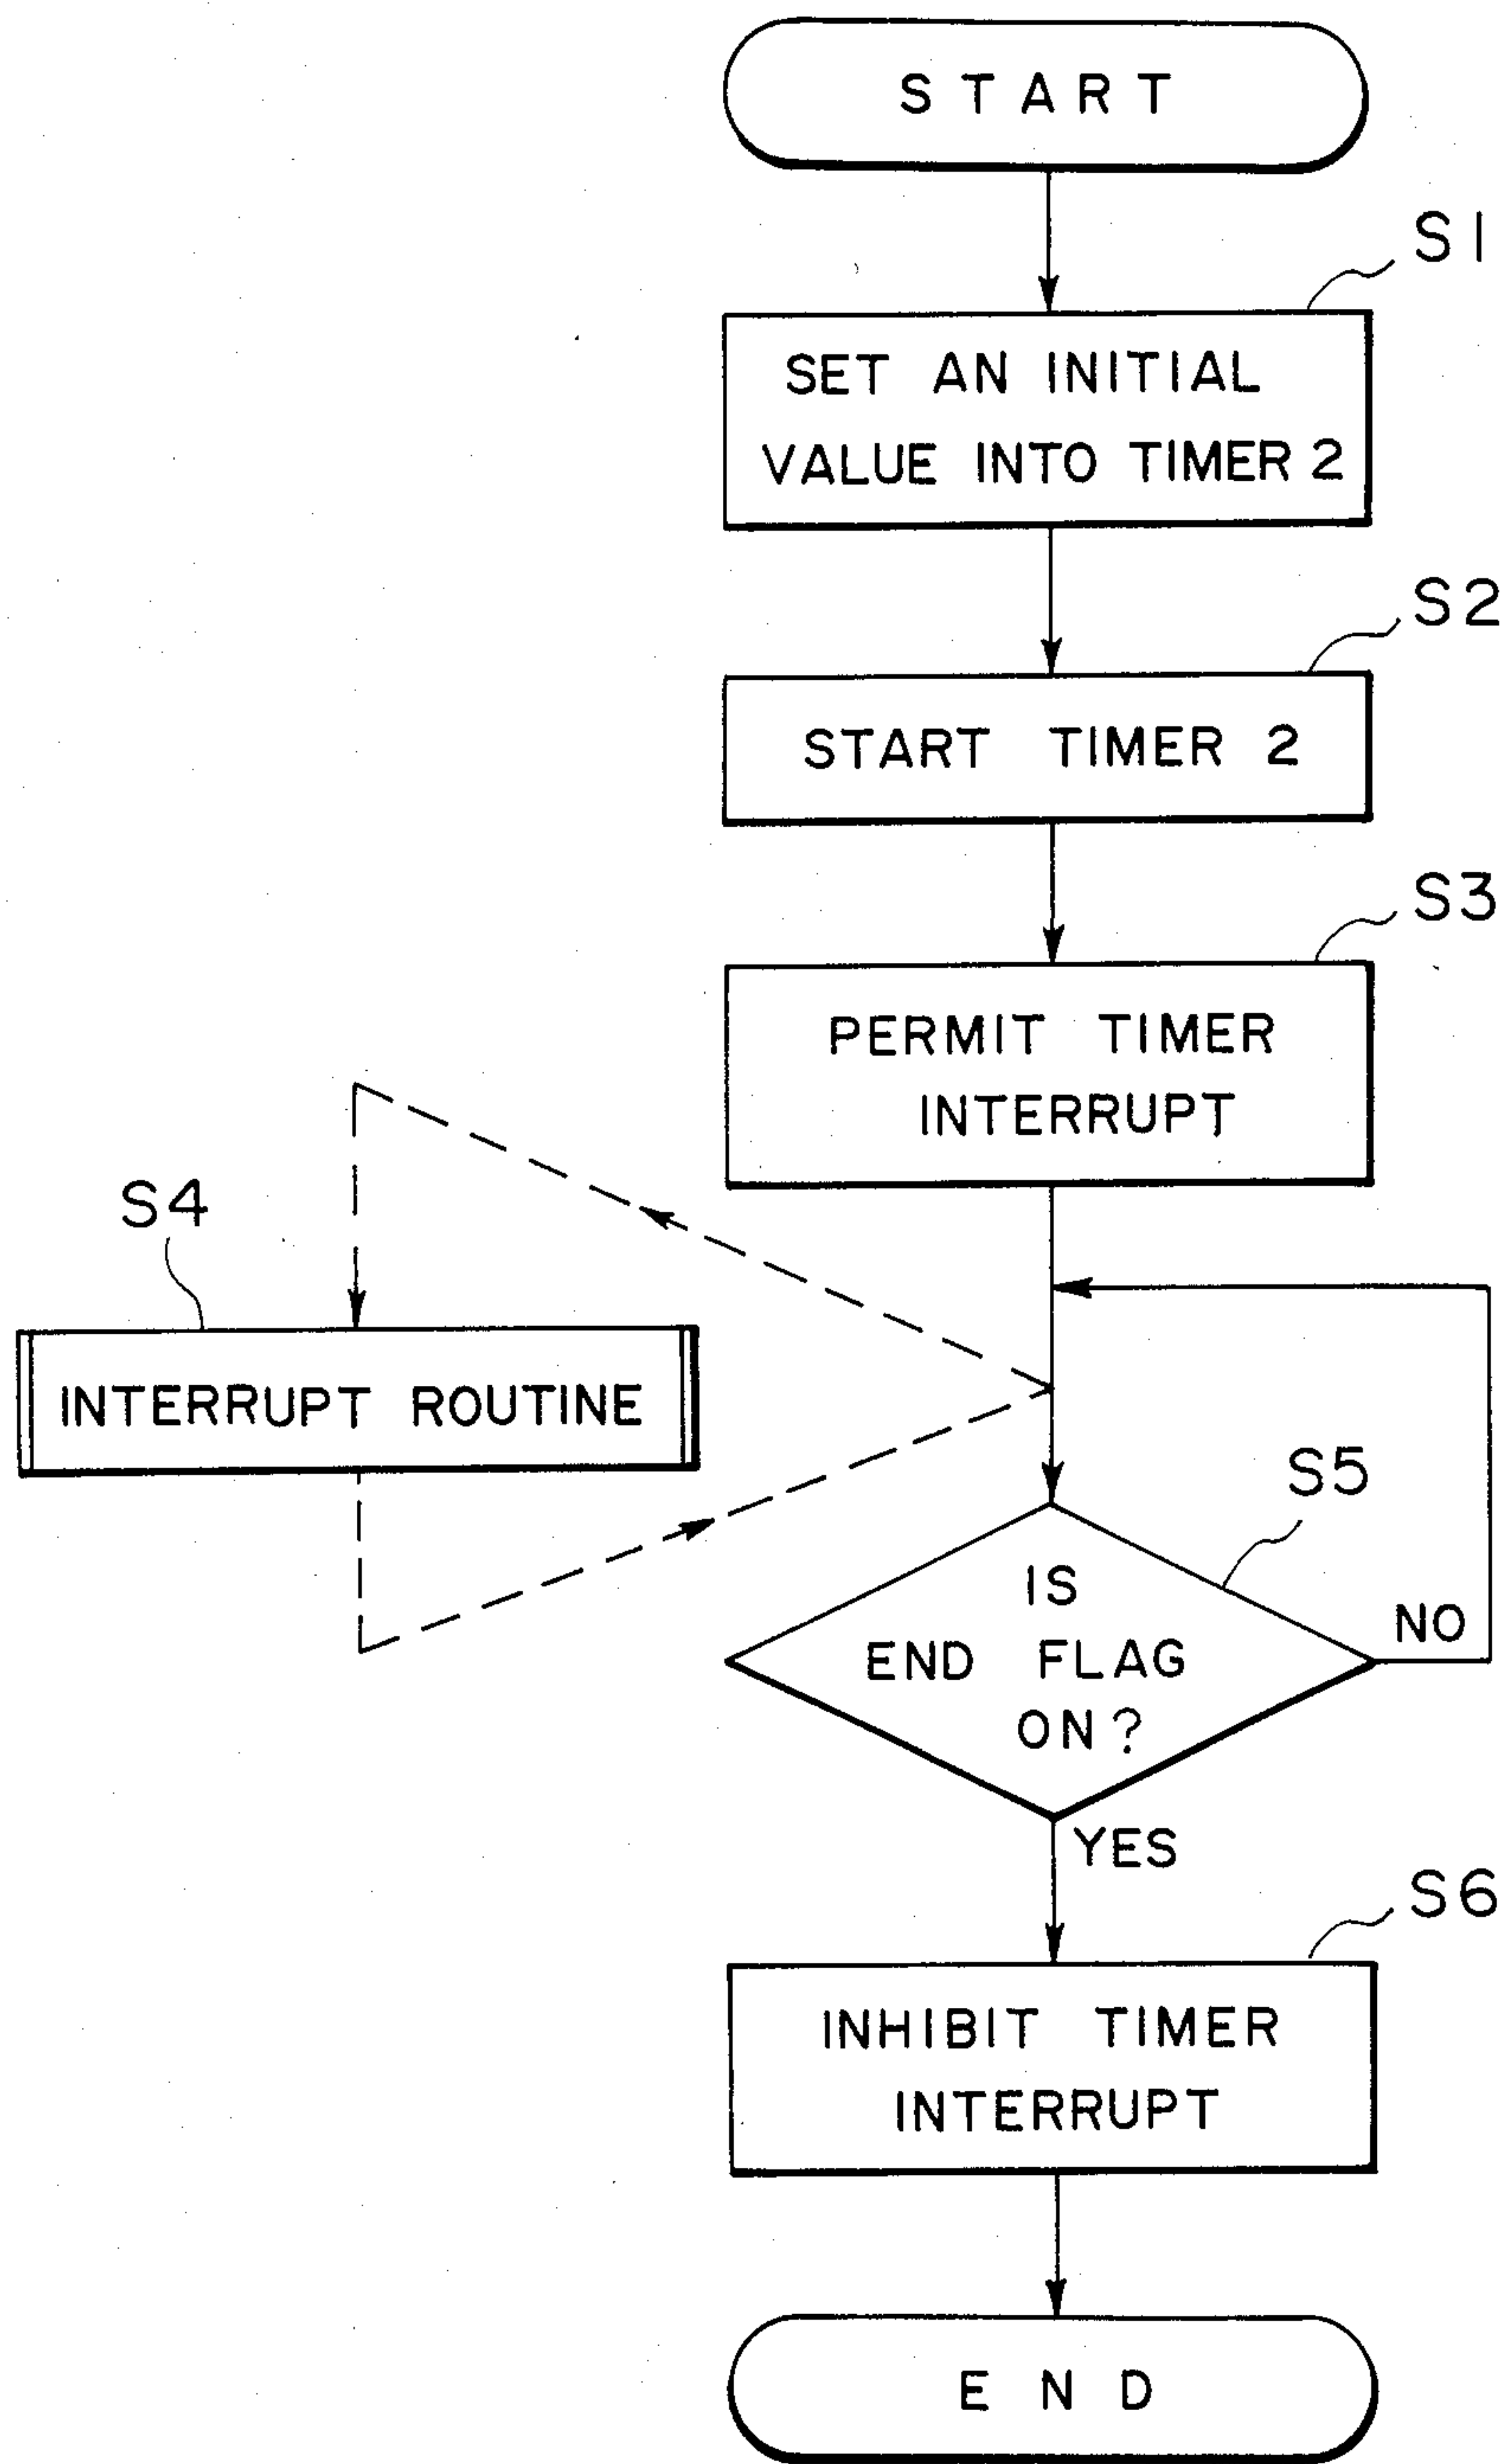 START
S1
SET AN INITIAL
VALUE INTO TIMER 2
S2
START TIMER 2
S3
PERMIT TIMER
INTERRUPT
S4
INTERRUPT ROUTINE
S5
IS
END FLAG
ON?
NO
YES
S6
INHIBIT TIMER
INTERRUPT
END